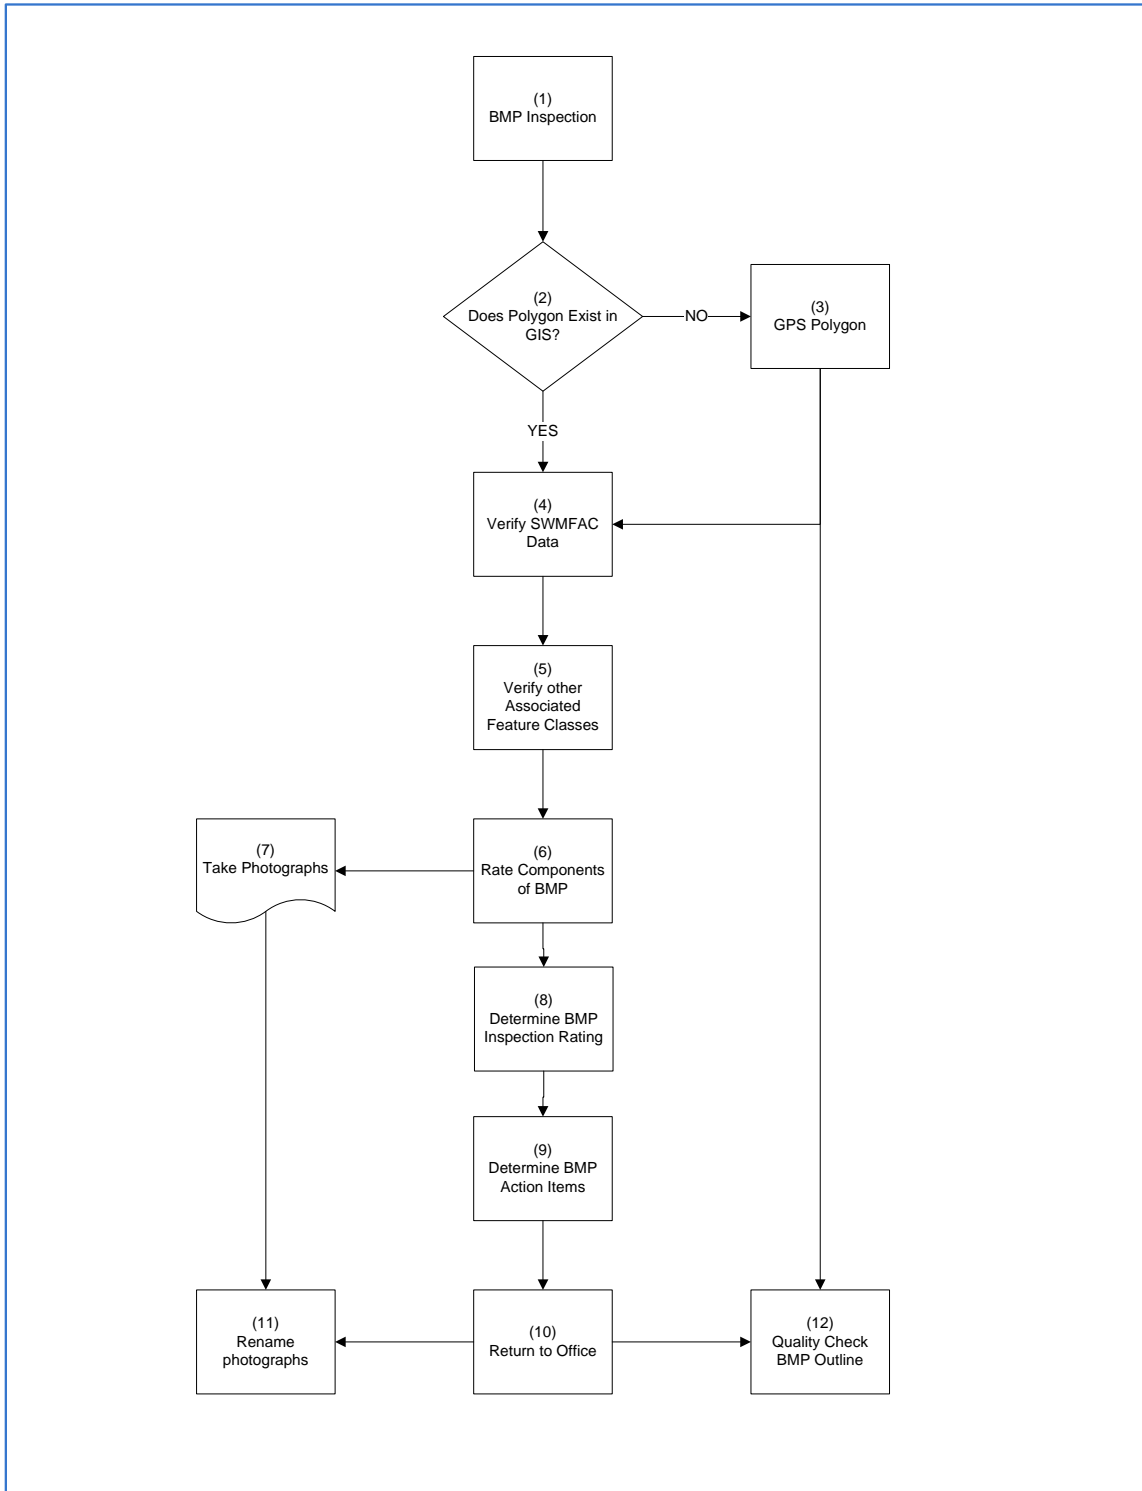 (1)
BMP Inspection
(2)
Does Polygon Exist in
GIS?
NO
(3)
GPS Polygon
YES
(4)
Verify SWMFAC
Data
(5)
Verify other
Associated
Feature Classes
(6)
Rate Components
of BMP
(7)
Take Photographs
(8)
Determine BMP
Inspection Rating
(9)
Determine BMP
Action Items
(10)
Return to Office
(11)
Rename
photographs
(12)
Quality Check
BMP Outline